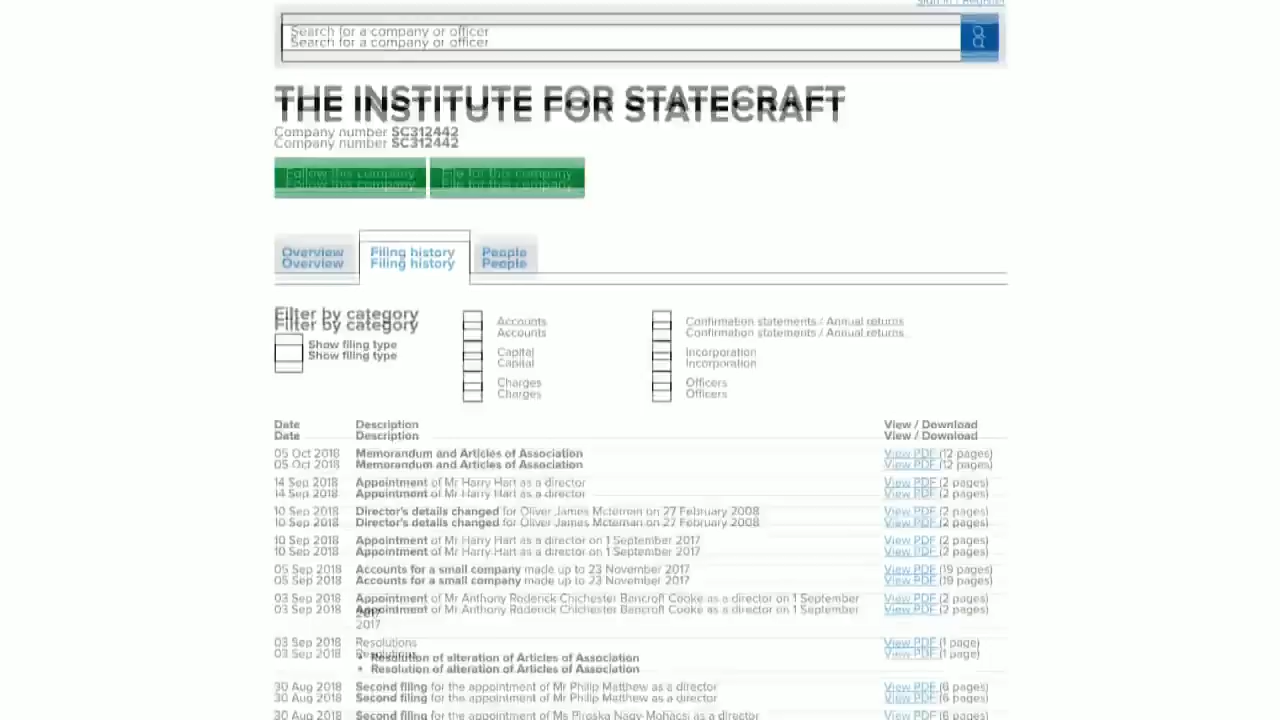 Sign in / Register
Search for a company or officer
THE INSTITUTE FOR STATECRAFT
Company number SC312442
Follow this company File for this company
Overview Filing history People
Filter by category
Show filing type
Accounts Confirmation statements / Annual returns
Capital Incorporation
Charges Officers
Date Description View / Download
05 Oct 2018 Memorandum and Articles of Association View PDF (12 pages)
14 Sep 2018 Appointment of Mr Harry Hart as a director View PDF (2 pages)
10 Sep 2018 Director's details changed for Oliver James Mcternan on 27 February 2008 View PDF (2 pages)
10 Sep 2018 Appointment of Mr Harry Hart as a director on 1 September 2017 View PDF (2 pages)
05 Sep 2018 Accounts for a small company made up to 23 November 2017 View PDF (19 pages)
03 Sep 2018 Appointment of Mr Anthony Roderick Chichester Bancroft Cooke as a director on 1 September View PDF (2 pages)
2017
03 Sep 2018 Resolutions View PDF (1 page)
• Resolution of alteration of Articles of Association
30 Aug 2018 Second filing for the appointment of Mr Philip Matthew as a director View PDF (6 pages)
30 Aug 2018 Second filing for the appointment of Ms Piroska Nagy-Mohacsi as a director View PDF (6 pages)